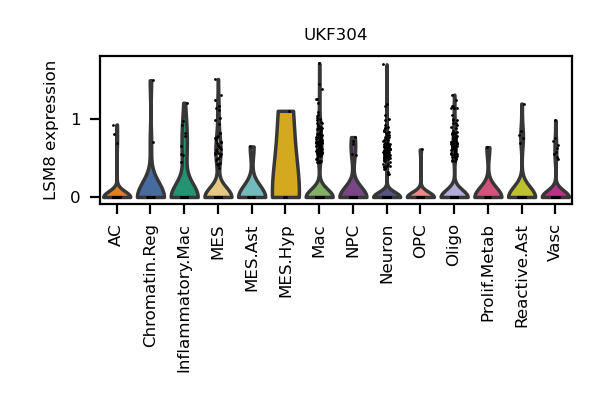 UKF304
LSM8 expression
1
0
AC
Chromatin.Reg
Inflammatory.Mac
MES
MES.Ast
MES.Hyp
Mac
NPC
Neuron
OPC
Oligo
Prolif.Metab
Reactive.Ast
Vasc